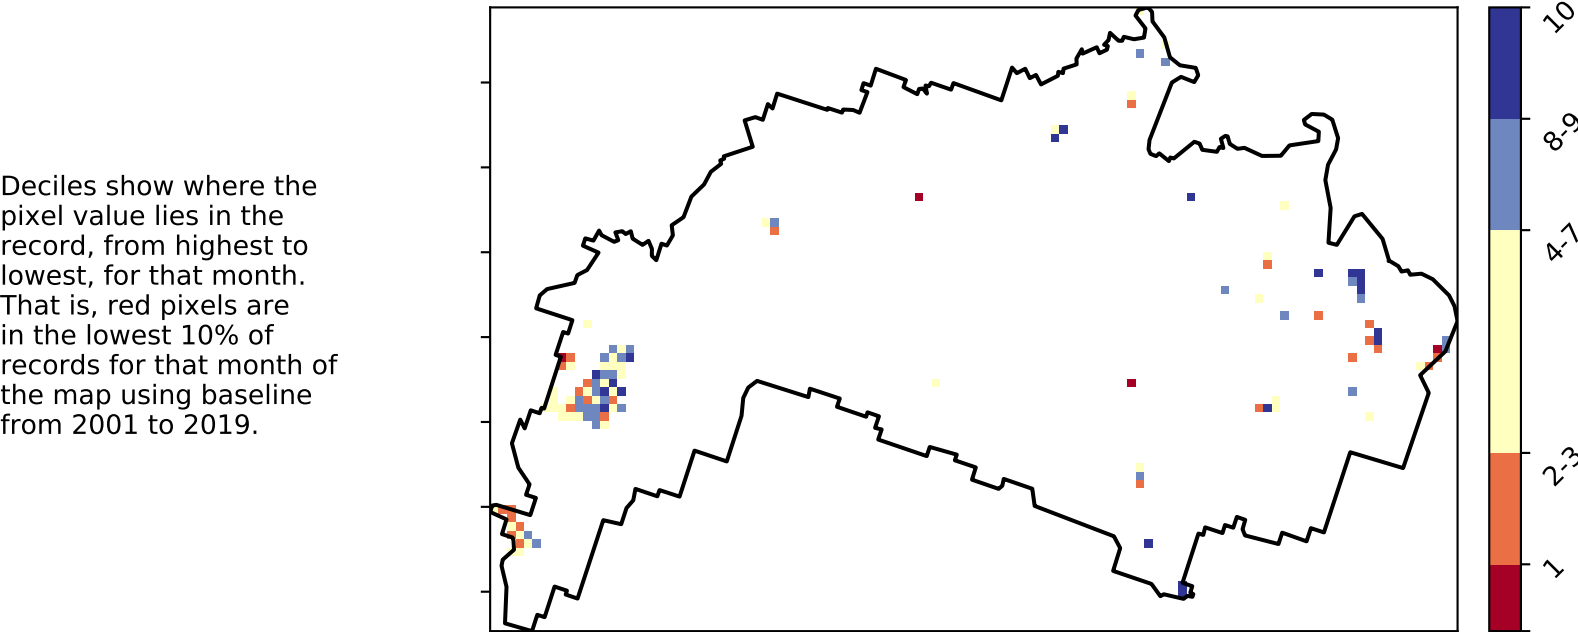 Deciles show where the
pixel value lies in the
record, from highest to
lowest, for that month.
That is, red pixels are
in the lowest 10% of
records for that month of
the map using baseline
from 2001 to 2019.
10
8-9
4-7
2-3
1